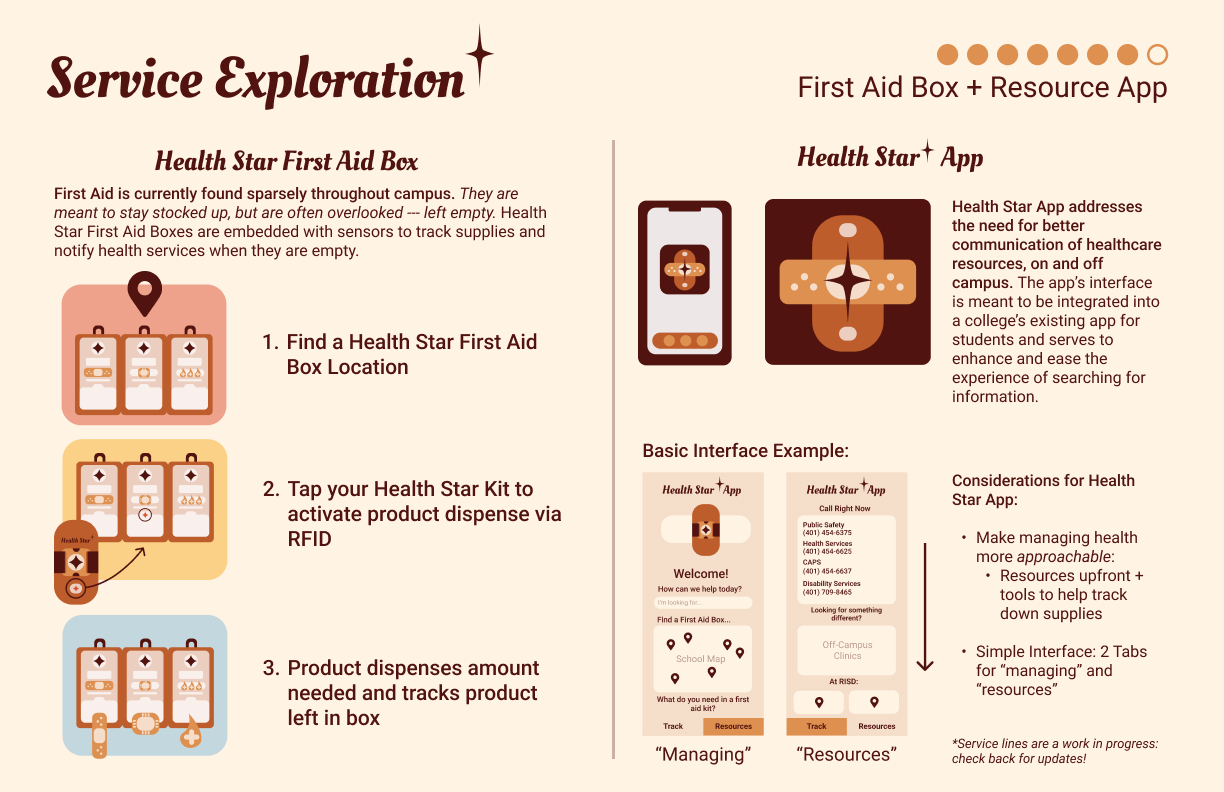 Service Exploration
First Aid Box + Resource App
Health Star First Aid Box
First Aid is currently found sparsely throughout campus. They are
meant to stay stocked up, but are often overlooked --- left empty. Health
Star First Aid Boxes are embedded with sensors to track supplies and
notify health services when they are empty.
1. Find a Health Star First Aid
Box Location
2. Tap your Health Star Kit to
activate product dispense via
RFID
Health Star
3. Product dispenses amount
needed and tracks product
left in box
Health Star App
Health Star App addresses
the need for better
communication of healthcare
resources, on and off
campus. The app's interface
is meant to be integrated into
a college's existing app for
students and serves to
enhance and ease the
experience of searching for
information.
Basic Interface Example:
Health Star App
Welcome!
How can we help today?
I'm looking for...
Find a First Aid Box...
School Map
What do you need in a first
aid kit?
Track
Resources
"Managing"
Health Star App
Call Right Now
Public Safety
(401) 454-6375
Health Services
(401) 454-6625
CAPS
(401) 454-6637
Disability Services
(401) 709-8465
Looking for something
different?
Off-Campus
Clinics
At RISD:
Track
Resources
"Resources"
Considerations for Health
Star App:
• Make managing health
more approachable:
• Resources upfront +
tools to help track
down supplies
• Simple Interface: 2 Tabs
for "managing" and
"resources"
*Service lines are a work in progress:
check back for updates!